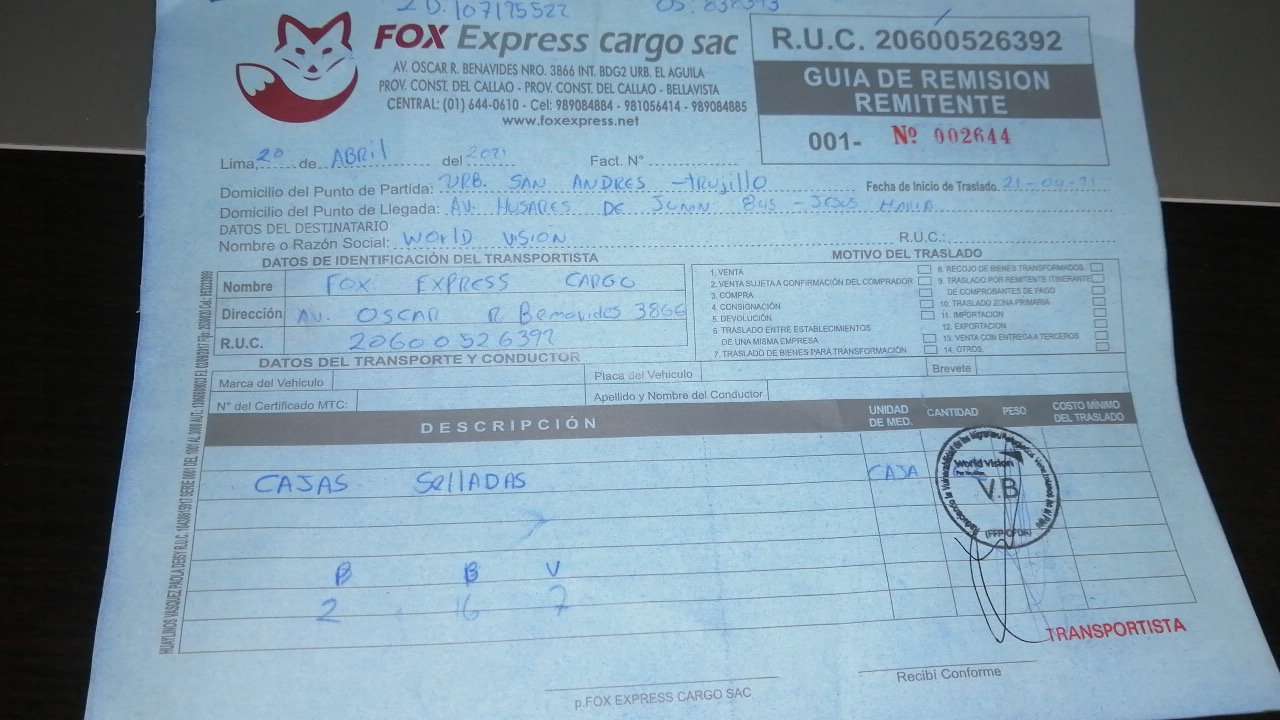 2 D: 107195522 OS: 832393
FOX Express cargo sac
AV. OSCAR R. BENAVIDES NRO. 3866 INT. BDG2 URB. EL AGUILA
PROV. CONST. DEL CALLAO - PROV. CONST. DEL CALLAO - BELLAVISTA
CENTRAL: (01) 644-0610 - Cel: 989084884 - 981056414 - 989084885
www.foxexpress.net
R.U.C. 20600526392
GUIA DE REMISION
REMITENTE
001- Nº 002644
Lima, 20 de ABRIL del 2021 Fact. N°
Domicilio del Punto de Partida: URB. SAN ANDRES - TRUJILLO Fecha de Inicio de Traslado 21-04-21
Domicilio del Punto de Llegada: AV. HUSARES DE JUNIN 845 - JESUS MARIA
DATOS DEL DESTINATARIO
Nombre o Razón Social: WORLD VISION R.U.C.:
DATOS DE IDENTIFICACIÓN DEL TRANSPORTISTA
Nombre FOX EXPRESS CARGO
Dirección Av. OSCAR R Benavides 3866
R.U.C. 20600526392
MOTIVO DEL TRASLADO
1. VENTA
2. VENTA SUJETA A CONFIRMACIÓN DEL COMPRADOR
3. COMPRA
4. CONSIGNACIÓN
5. DEVOLUCIÓN
6. TRASLADO ENTRE ESTABLECIMIENTOS
DE UNA MISMA EMPRESA
7. TRASLADO DE BIENES PARA TRANSFORMACIÓN
8. RECOJO DE BIENES TRANSFORMADOS
9. TRASLADO POR REMITENTE ITINERANTE
DE COMPROBANTES DE PAGO
10. TRASLADO ZONA PRIMARIA
11. IMPORTACION
12. EXPORTACION
13. VENTA CON ENTREGA A TERCEROS
14. OTROS
DATOS DEL TRANSPORTE Y CONDUCTOR
Marca del Vehículo Placa del Vehículo Brevete
N° del Certificado MTC: Apellido y Nombre del Conductor
DESCRIPCIÓN UNIDAD DE MED. CANTIDAD PESO COSTO MÍNIMO DEL TRASLADO
CAJAS SELLADAS CAJA
World Vision
V.B
B B V
2 16 7
TRANSPORTISTA
p.FOX EXPRESS CARGO SAC
Recibí Conforme